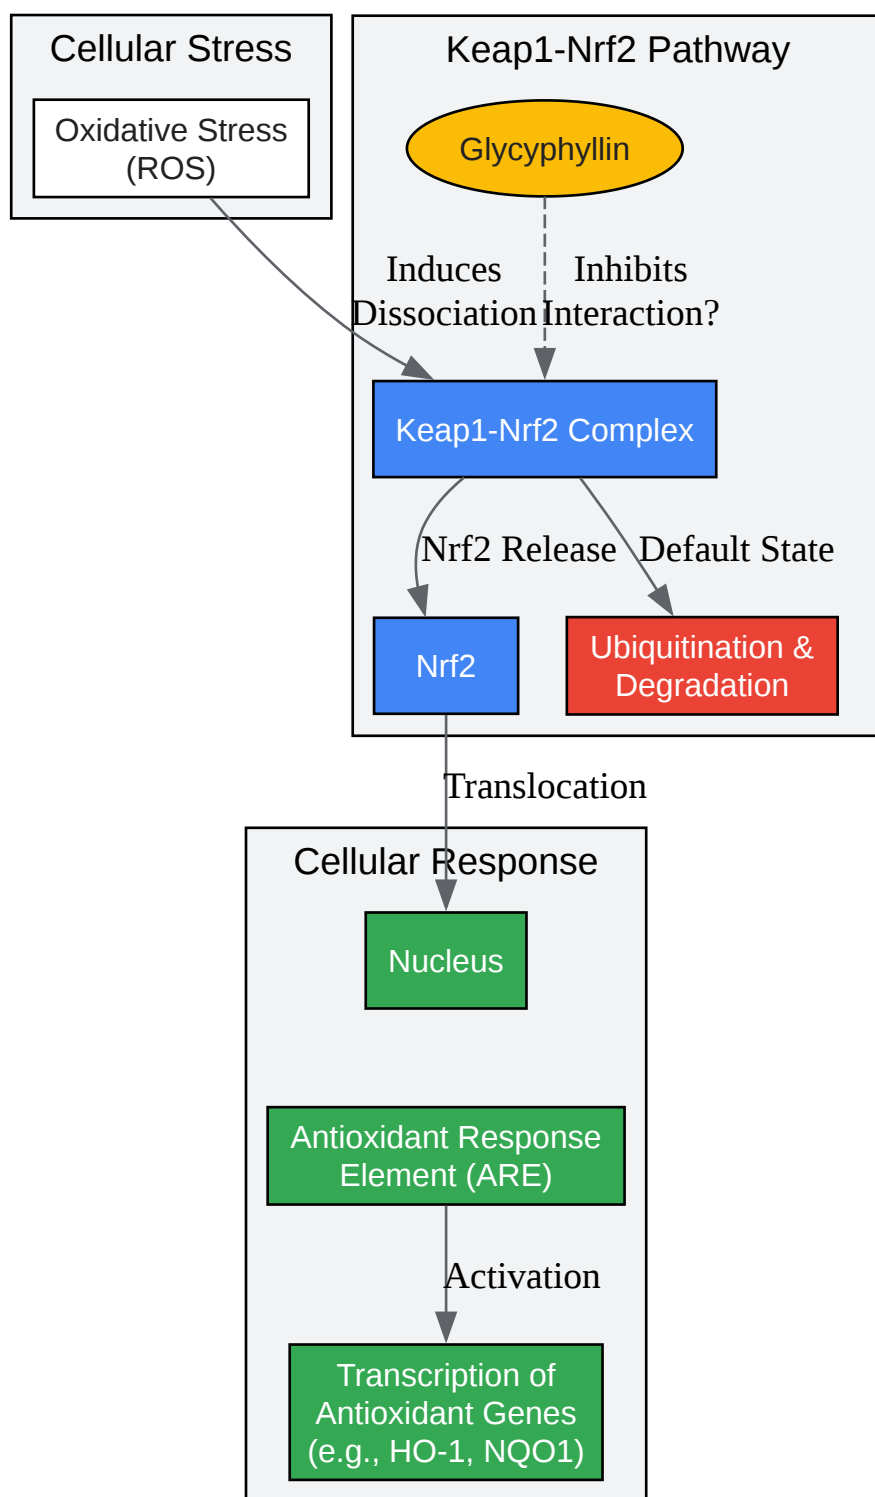 Cellular Stress
Oxidative Stress
(ROS)
Keap1-Nrf2 Pathway
Glycyphyllin
Induces
Dissociation
Inhibits
Interaction?
Keap1-Nrf2 Complex
Nrf2 Release
Default State
Nrf2
Ubiquitination &
Degradation
Translocation
Cellular Response
Nucleus
Antioxidant Response
Element (ARE)
Activation
Transcription of
Antioxidant Genes
(e.g., HO-1, NQO1)